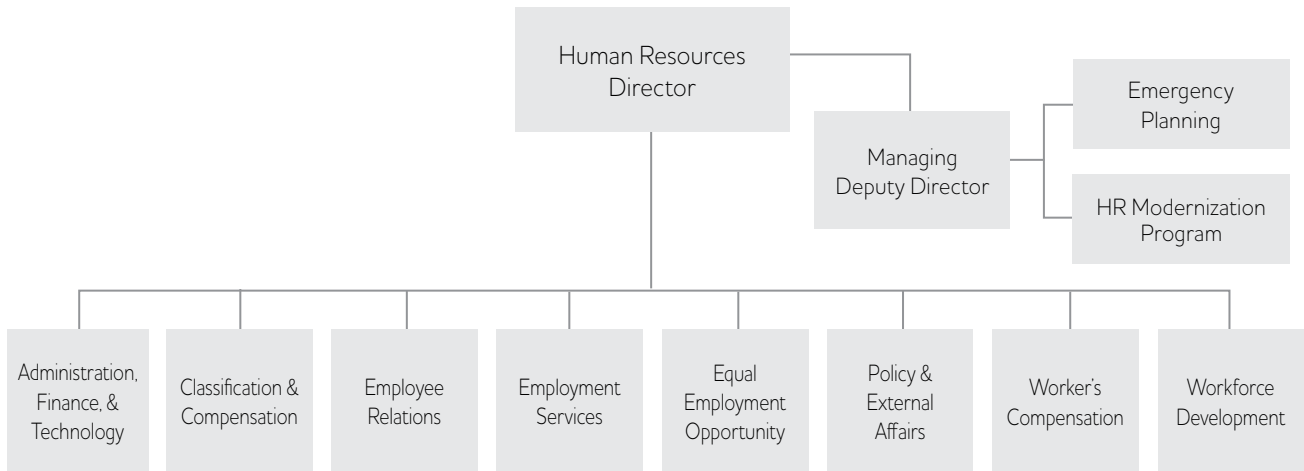 Human Resources
Director
Managing
Deputy Director
Emergency
Planning
HR Modernization
Program
Administration,
Finance, &
Technology
Classification &
Compensation
Employee
Relations
Employment
Services
Equal
Employment
Opportunity
Policy &
External
Affairs
Worker's
Compensation
Workforce
Development